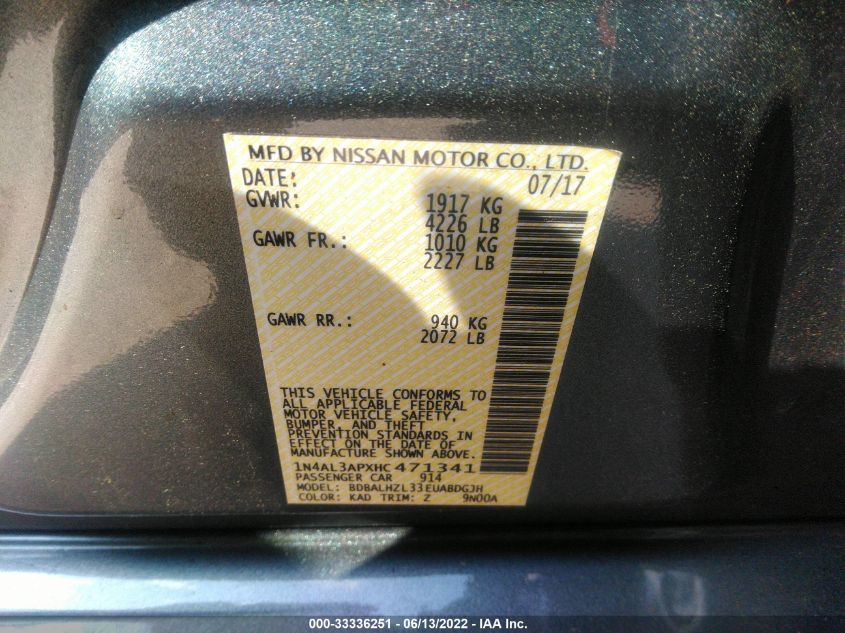 MFD BY NISSAN MOTOR CO., LTD.
DATE: 07/17
GVWR: 1917 KG
4226 LB
GAWR FR.: 1010 KG
2227 LB
GAWR RR.: 940 KG
2072 LB
THIS VEHICLE CONFORMS TO
ALL APPLICABLE FEDERAL
MOTOR VEHICLE SAFETY,
BUMPER, AND THEFT
PREVENTION STANDARDS IN
EFFECT ON THE DATE OF
MANUFACTURE SHOWN ABOVE.
1N4AL3APXHC471341
PASSENGER CAR 914
MODEL: BDBALHZL33EUABDGJH
COLOR: KAD TRIM: Z 9N00A
000-33336251 - 06/13/2022 - IAA Inc.